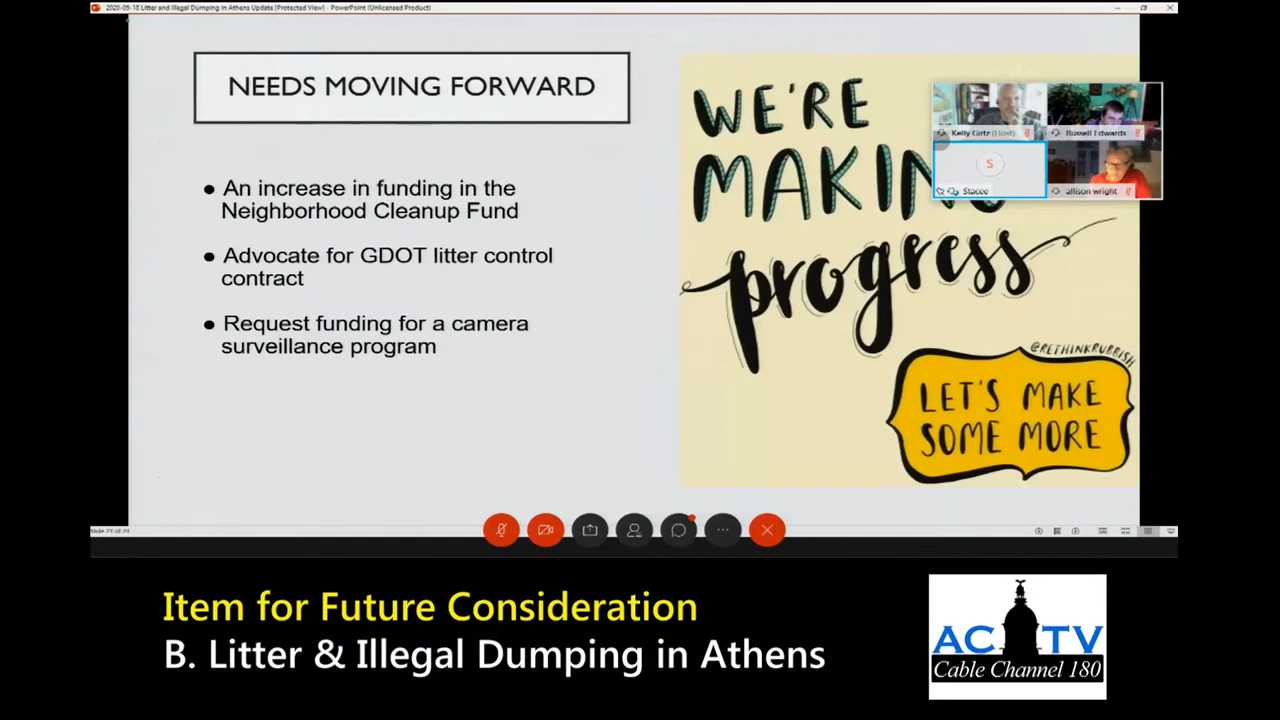 2020-05-18 Litter and Illegal Dumping in Athens Update [Protected View] - PowerPoint (Unlicensed Product)
NEEDS MOVING FORWARD
● An increase in funding in the
Neighborhood Cleanup Fund
● Advocate for GDOT litter control
contract
● Request funding for a camera
surveillance program
WE'RE
MAKING
progress
@RETHINKRUBBISH
LET'S MAKE
SOME MORE
Kelly Girtz (Host)
Russell Edwards
S
Stacee
allison wright
Item for Future Consideration
B. Litter & Illegal Dumping in Athens
AC TV
Cable Channel 180